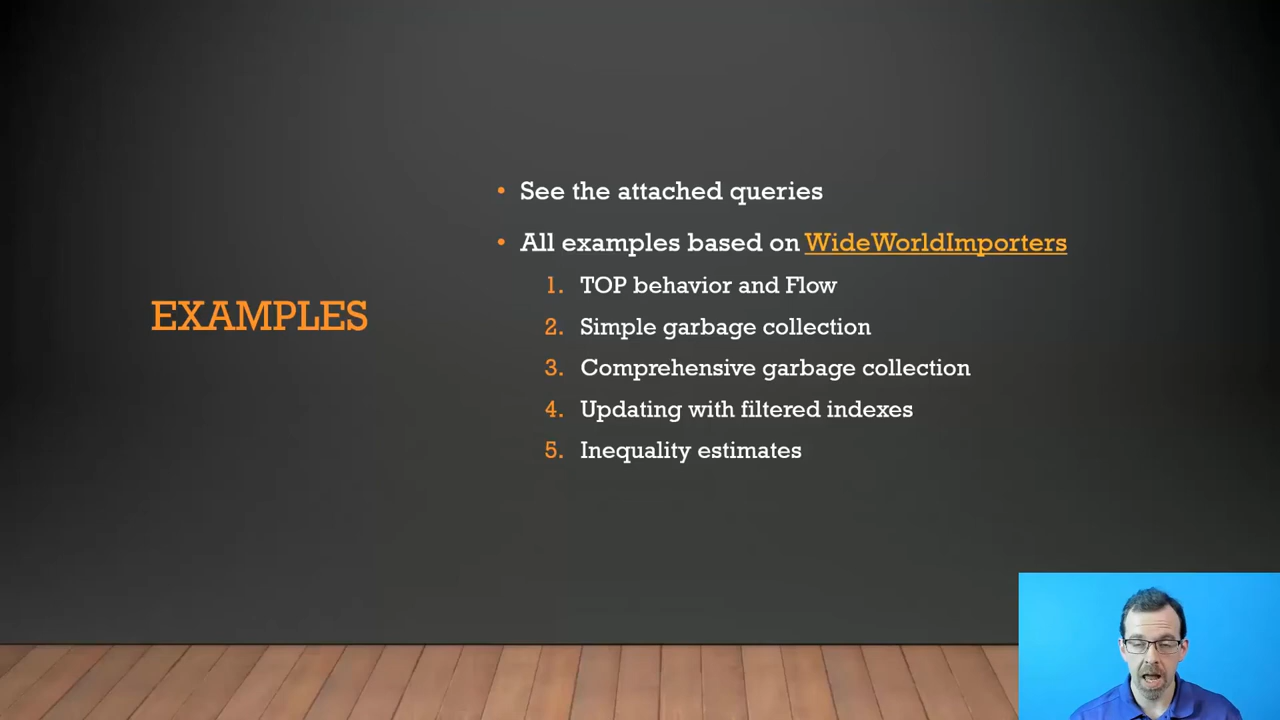 EXAMPLES
• See the attached queries
• All examples based on WideWorldImporters
1. TOP behavior and Flow
2. Simple garbage collection
3. Comprehensive garbage collection
4. Updating with filtered indexes
5. Inequality estimates